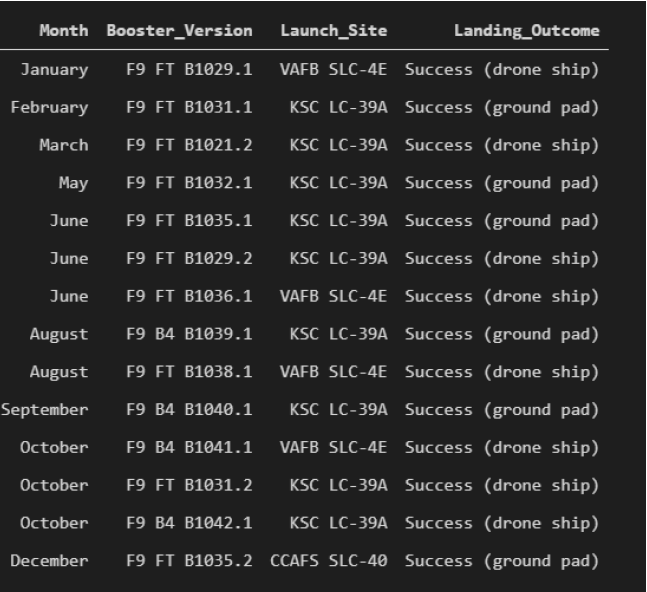 Month Booster_Version Launch_Site Landing_Outcome
January F9 FT B1029.1 VAFB SLC-4E Success (drone ship)
February F9 FT B1031.1 KSC LC-39A Success (ground pad)
March F9 FT B1021.2 KSC LC-39A Success (drone ship)
May F9 FT B1032.1 KSC LC-39A Success (ground pad)
June F9 FT B1035.1 KSC LC-39A Success (ground pad)
June F9 FT B1029.2 KSC LC-39A Success (drone ship)
June F9 FT B1036.1 VAFB SLC-4E Success (drone ship)
August F9 B4 B1039.1 KSC LC-39A Success (ground pad)
August F9 FT B1038.1 VAFB SLC-4E Success (drone ship)
September F9 B4 B1040.1 KSC LC-39A Success (ground pad)
October F9 B4 B1041.1 VAFB SLC-4E Success (drone ship)
October F9 FT B1031.2 KSC LC-39A Success (drone ship)
October F9 B4 B1042.1 KSC LC-39A Success (drone ship)
December F9 FT B1035.2 CCAFS SLC-40 Success (ground pad)